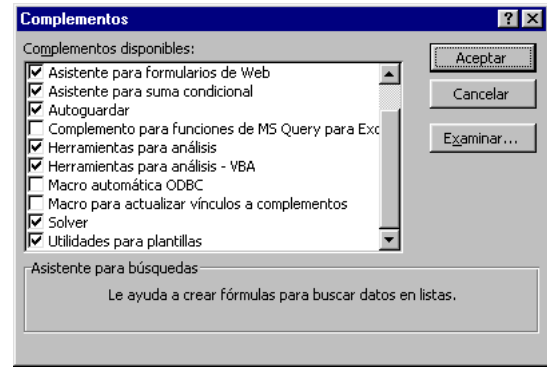 Complementos
Complementos disponibles:
Asistente para formularios de Web
Asistente para suma condicional
Autoguardar
Complemento para funciones de MS Query para Exc
Herramientas para análisis
Herramientas para análisis - VBA
Macro automática ODBC
Macro para actualizar vínculos a complementos
Solver
Utilidades para plantillas
Aceptar
Cancelar
Examinar...
Asistente para búsquedas
Le ayuda a crear fórmulas para buscar datos en listas.